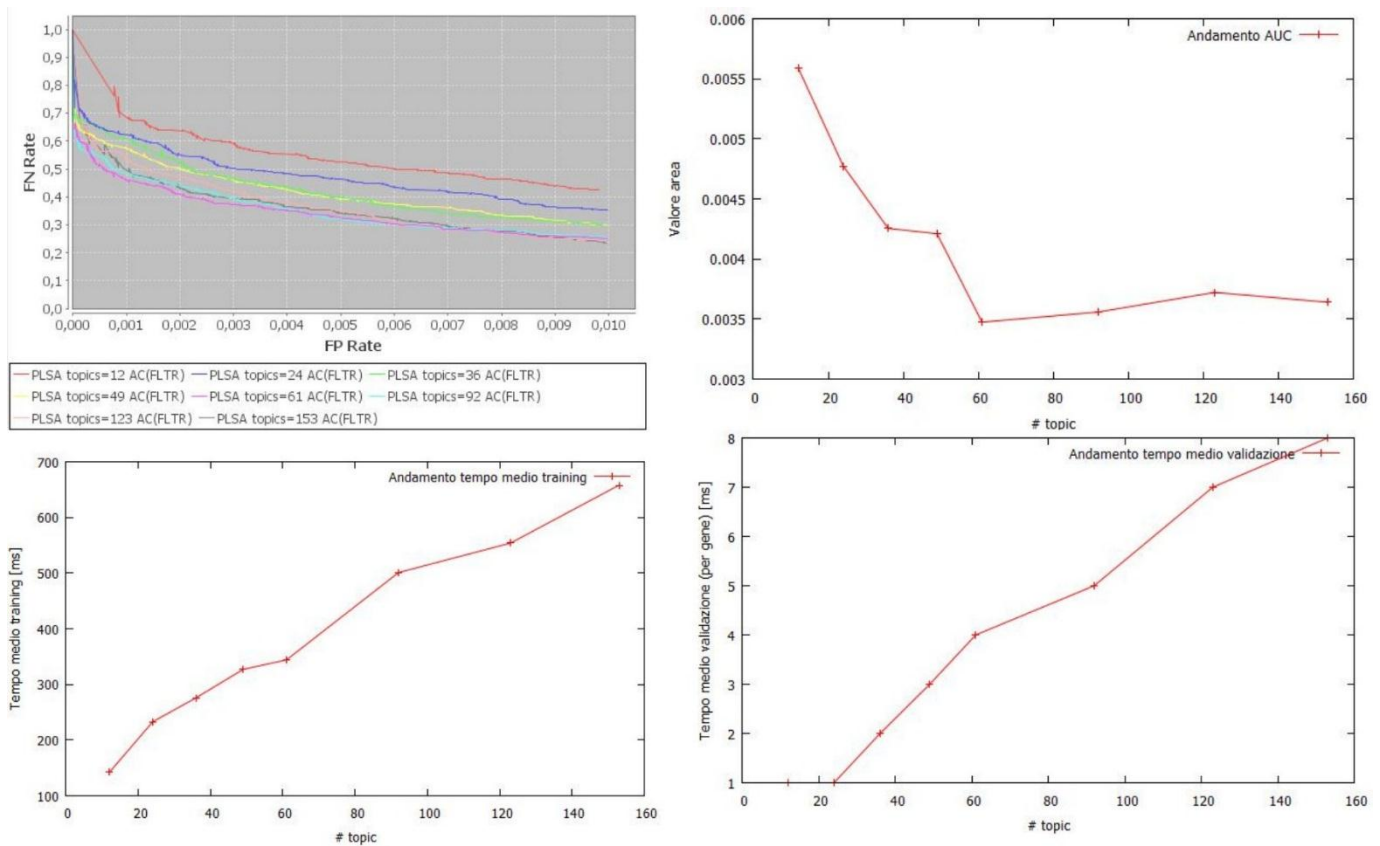 1,0
0,9
0,8
0,7
0,6
0,5
0,4
0,3
0,2
0,1
0,0
FN Rate
0,000 0,001 0,002 0,003 0,004 0,005 0,006 0,007 0,008 0,009 0,010
FP Rate
PLSA topics=12 AC(FLTR) PLSA topics=24 AC(FLTR) PLSA topics=36 AC(FLTR)
PLSA topics=49 AC(FLTR) PLSA topics=61 AC(FLTR) PLSA topics=92 AC(FLTR)
PLSA topics=123 AC(FLTR) PLSA topics=153 AC(FLTR)
Andamento AUC
0.006
0.0055
0.005
0.0045
0.004
0.0035
0.003
Valore area
0 20 40 60 80 100 120 140 160
# topic
Andamento tempo medio training
700
600
500
400
300
200
100
Tempo medio training [ms]
0 20 40 60 80 100 120 140 160
# topic
Andamento tempo medio validazione
8
7
6
5
4
3
2
1
Tempo medio validazione (per gene) [ms]
0 20 40 60 80 100 120 140 160
# topic